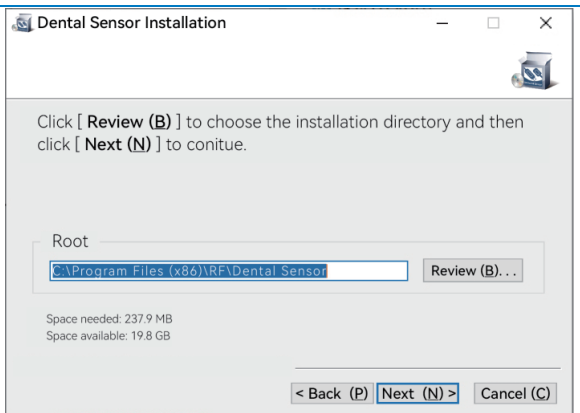 Dental Sensor Installation
Click [ Review (B) ] to choose the installation directory and then
click [ Next (N) ] to conitue.
Root
C:\Program Files (x86)\RF\Dental Sensor
Review (B)...
Space needed: 237.9 MB
Space available: 19.8 GB
< Back (P) Next (N) > Cancel (C)